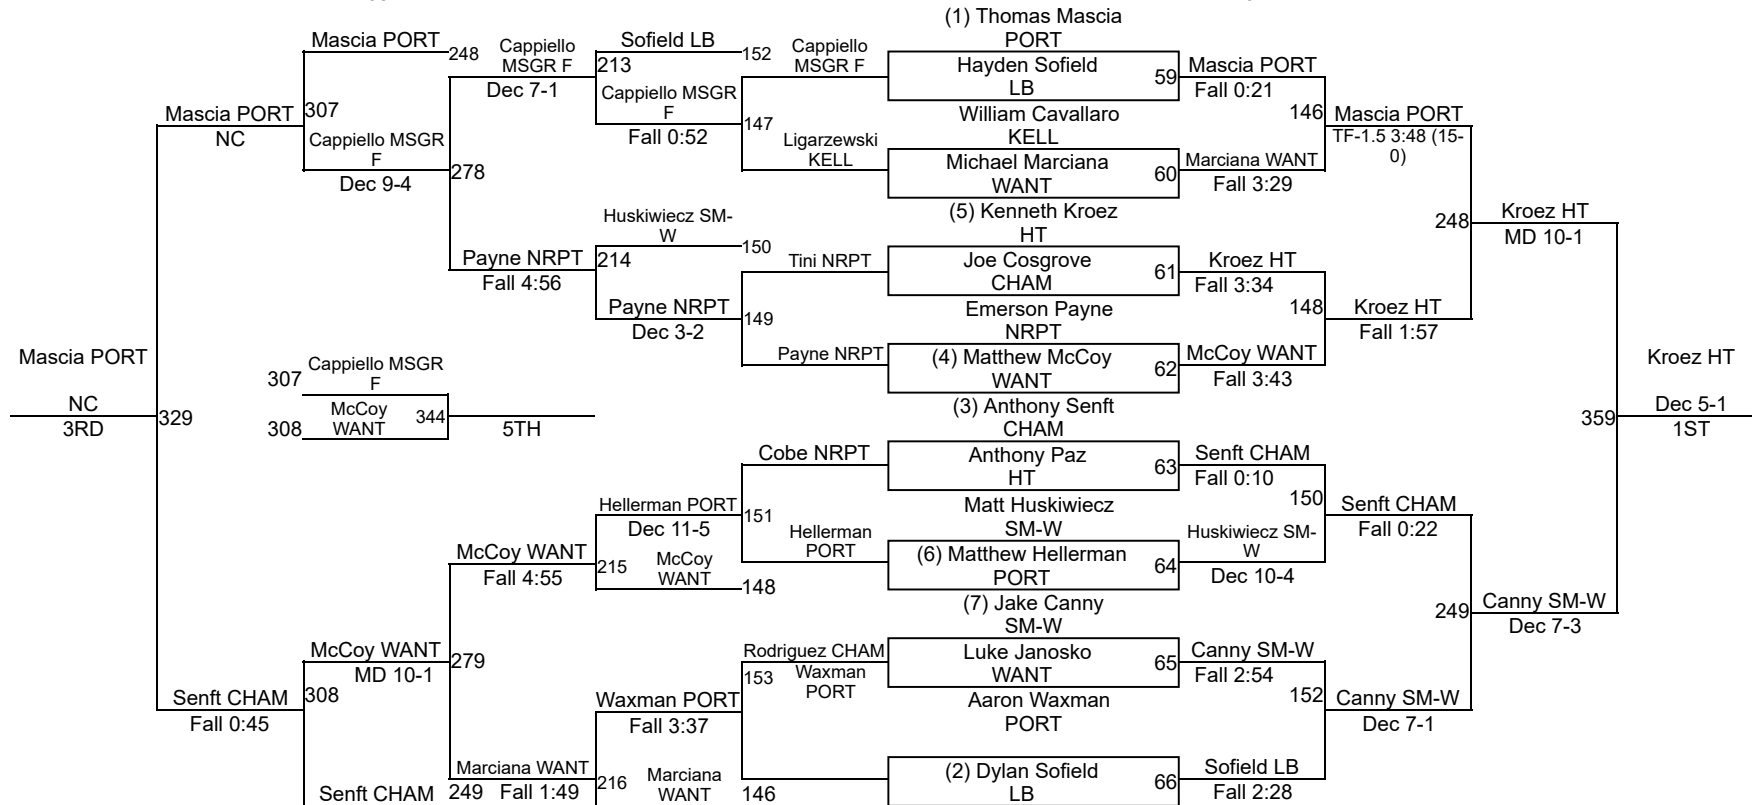 (1) Thomas Mascia
PORT
Mascia PORT
248
Cappiello
MSGR F
Sofield LB
152
Cappiello
MSGR F
Hayden Sofield
LB
59
Mascia PORT
213
Dec 7-1
Fall 0:21
Cappiello MSGR
F
William Cavallaro
KELL
Mascia PORT
NC
307
147
146
Mascia PORT
TF-1.5 3:48 (15-
0)
Fall 0:52
Cappiello MSGR
F
Ligarzewski
KELL
Michael Marciana
WANT
60
Marciana WANT
Dec 9-4
278
Fall 3:29
Huskiwiecz SM-
W
(5) Kenneth Kroez
HT
248
Kroez HT
MD 10-1
150
Payne NRPT
214
Tini NRPT
Joe Cosgrove
CHAM
61
Kroez HT
Fall 4:56
Fall 3:34
Payne NRPT
149
Emerson Payne
NRPT
148
Kroez HT
Dec 3-2
Fall 1:57
Mascia PORT
Payne NRPT
(4) Matthew McCoy
WANT
62
McCoy WANT
Kroez HT
307
Cappiello MSGR
F
Fall 3:43
NC
McCoy
WANT
344
(3) Anthony Senft
CHAM
Dec 5-1
3RD
329
308
5TH
359
1ST
Cobe NRPT
Anthony Paz
HT
63
Senft CHAM
Fall 0:10
Hellerman PORT
151
Matt Huskiwiecz
SM-W
150
Senft CHAM
Dec 11-5
Fall 0:22
Hellerman
PORT
(6) Matthew Hellerman
PORT
64
Huskiwiecz SM-
W
McCoy WANT
215
McCoy
WANT
Fall 4:55
148
Dec 10-4
(7) Jake Canny
SM-W
249
Canny SM-W
Dec 7-3
McCoy WANT
279
Rodriguez CHAM
Luke Janosko
WANT
65
Canny SM-W
MD 10-1
153
Waxman
PORT
Fall 2:54
Senft CHAM
308
Waxman PORT
Aaron Waxman
PORT
152
Canny SM-W
Fall 0:45
Fall 3:37
Dec 7-1
Marciana WANT
216
Marciana
WANT
(2) Dylan Sofield
LB
66
Sofield LB
Senft CHAM
249
Fall 1:49
146
Fall 2:28